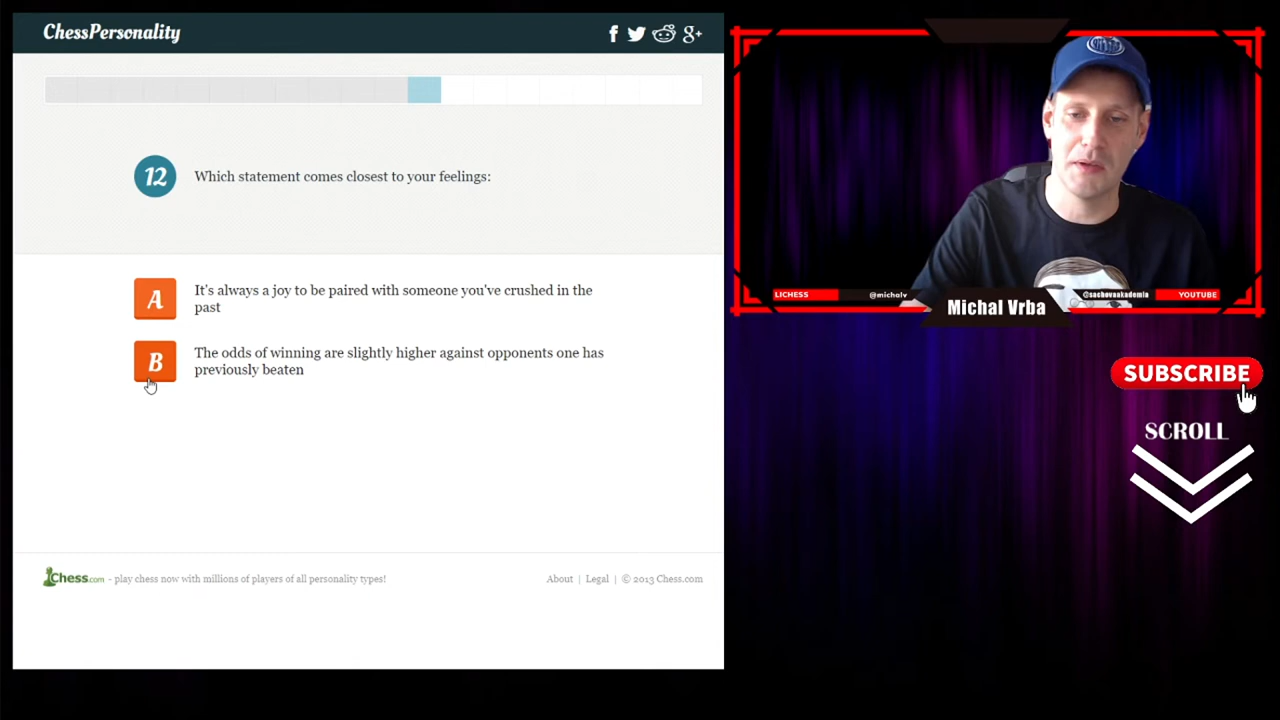 ChessPersonality
f
g+
12
Which statement comes closest to your feelings:
A
It's always a joy to be paired with someone you've crushed in the
past
B
The odds of winning are slightly higher against opponents one has
previously beaten
Chess.com - play chess now with millions of players of all personality types!
About | Legal | © 2013 Chess.com
LICHESS
@michalv
@sachovaakademia
YOUTUBE
Michal Vrba
SUBSCRIBE
SCROLL